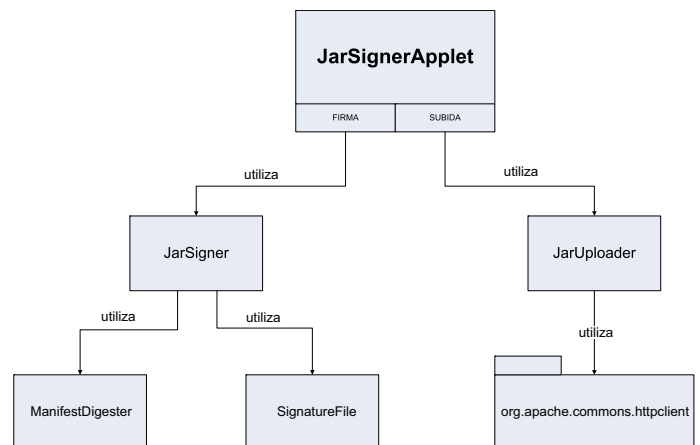 JarSignerApplet
FIRMA
SUBIDA
utiliza
utiliza
JarSigner
JarUploader
utiliza
utiliza
utiliza
ManifestDigester
SignatureFile
org.apache.commons.httpclient